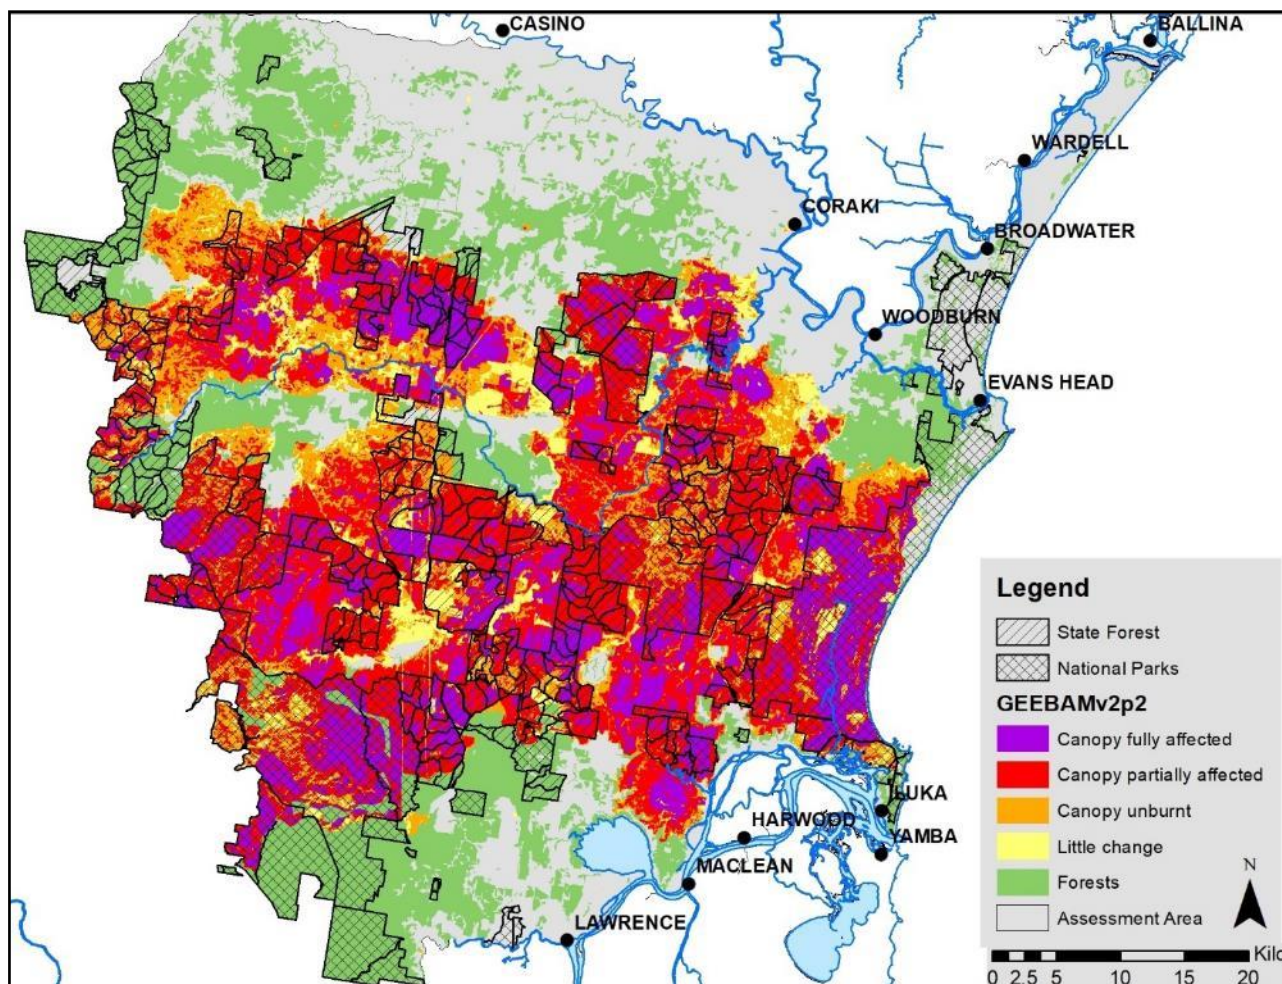 CASINO
BALLINA
WARDELL
CORAKI
BROADWATER
WOODBURN
EVANS HEAD
Legend
State Forest
National Parks
GEEBAMv2p2
Canopy fully affected
Canopy partially affected
Canopy unburnt
Little change
Forests
Assessment Area
N
ILUKA
HARWOOD
YAMBA
MACLEAN
LAWRENCE
Kilo
0 2.5 5 10 15 20